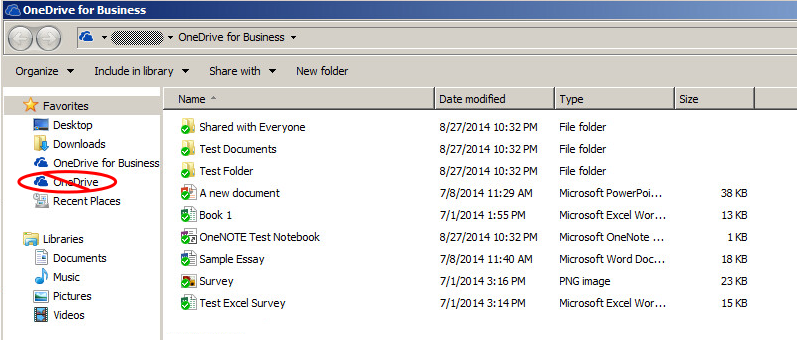 OneDrive for Business
OneDrive for Business
Organize Include in library Share with New folder
Favorites
Desktop
Downloads
OneDrive for Business
OneDrive
Recent Places
Libraries
Documents
Music
Pictures
Videos
Name Date modified Type Size
Shared with Everyone 8/27/2014 10:32 PM File folder
Test Documents 8/27/2014 10:32 PM File folder
Test Folder 8/27/2014 10:32 PM File folder
A new document 7/8/2014 11:29 AM Microsoft PowerPoi... 38 KB
Book 1 7/1/2014 1:55 PM Microsoft Excel Wor... 13 KB
OneNOTE Test Notebook 8/27/2014 10:32 PM Microsoft OneNote ... 1 KB
Sample Essay 7/8/2014 11:40 AM Microsoft Word Doc... 18 KB
Survey 7/1/2014 3:16 PM PNG image 23 KB
Test Excel Survey 7/1/2014 3:14 PM Microsoft Excel Wor... 15 KB